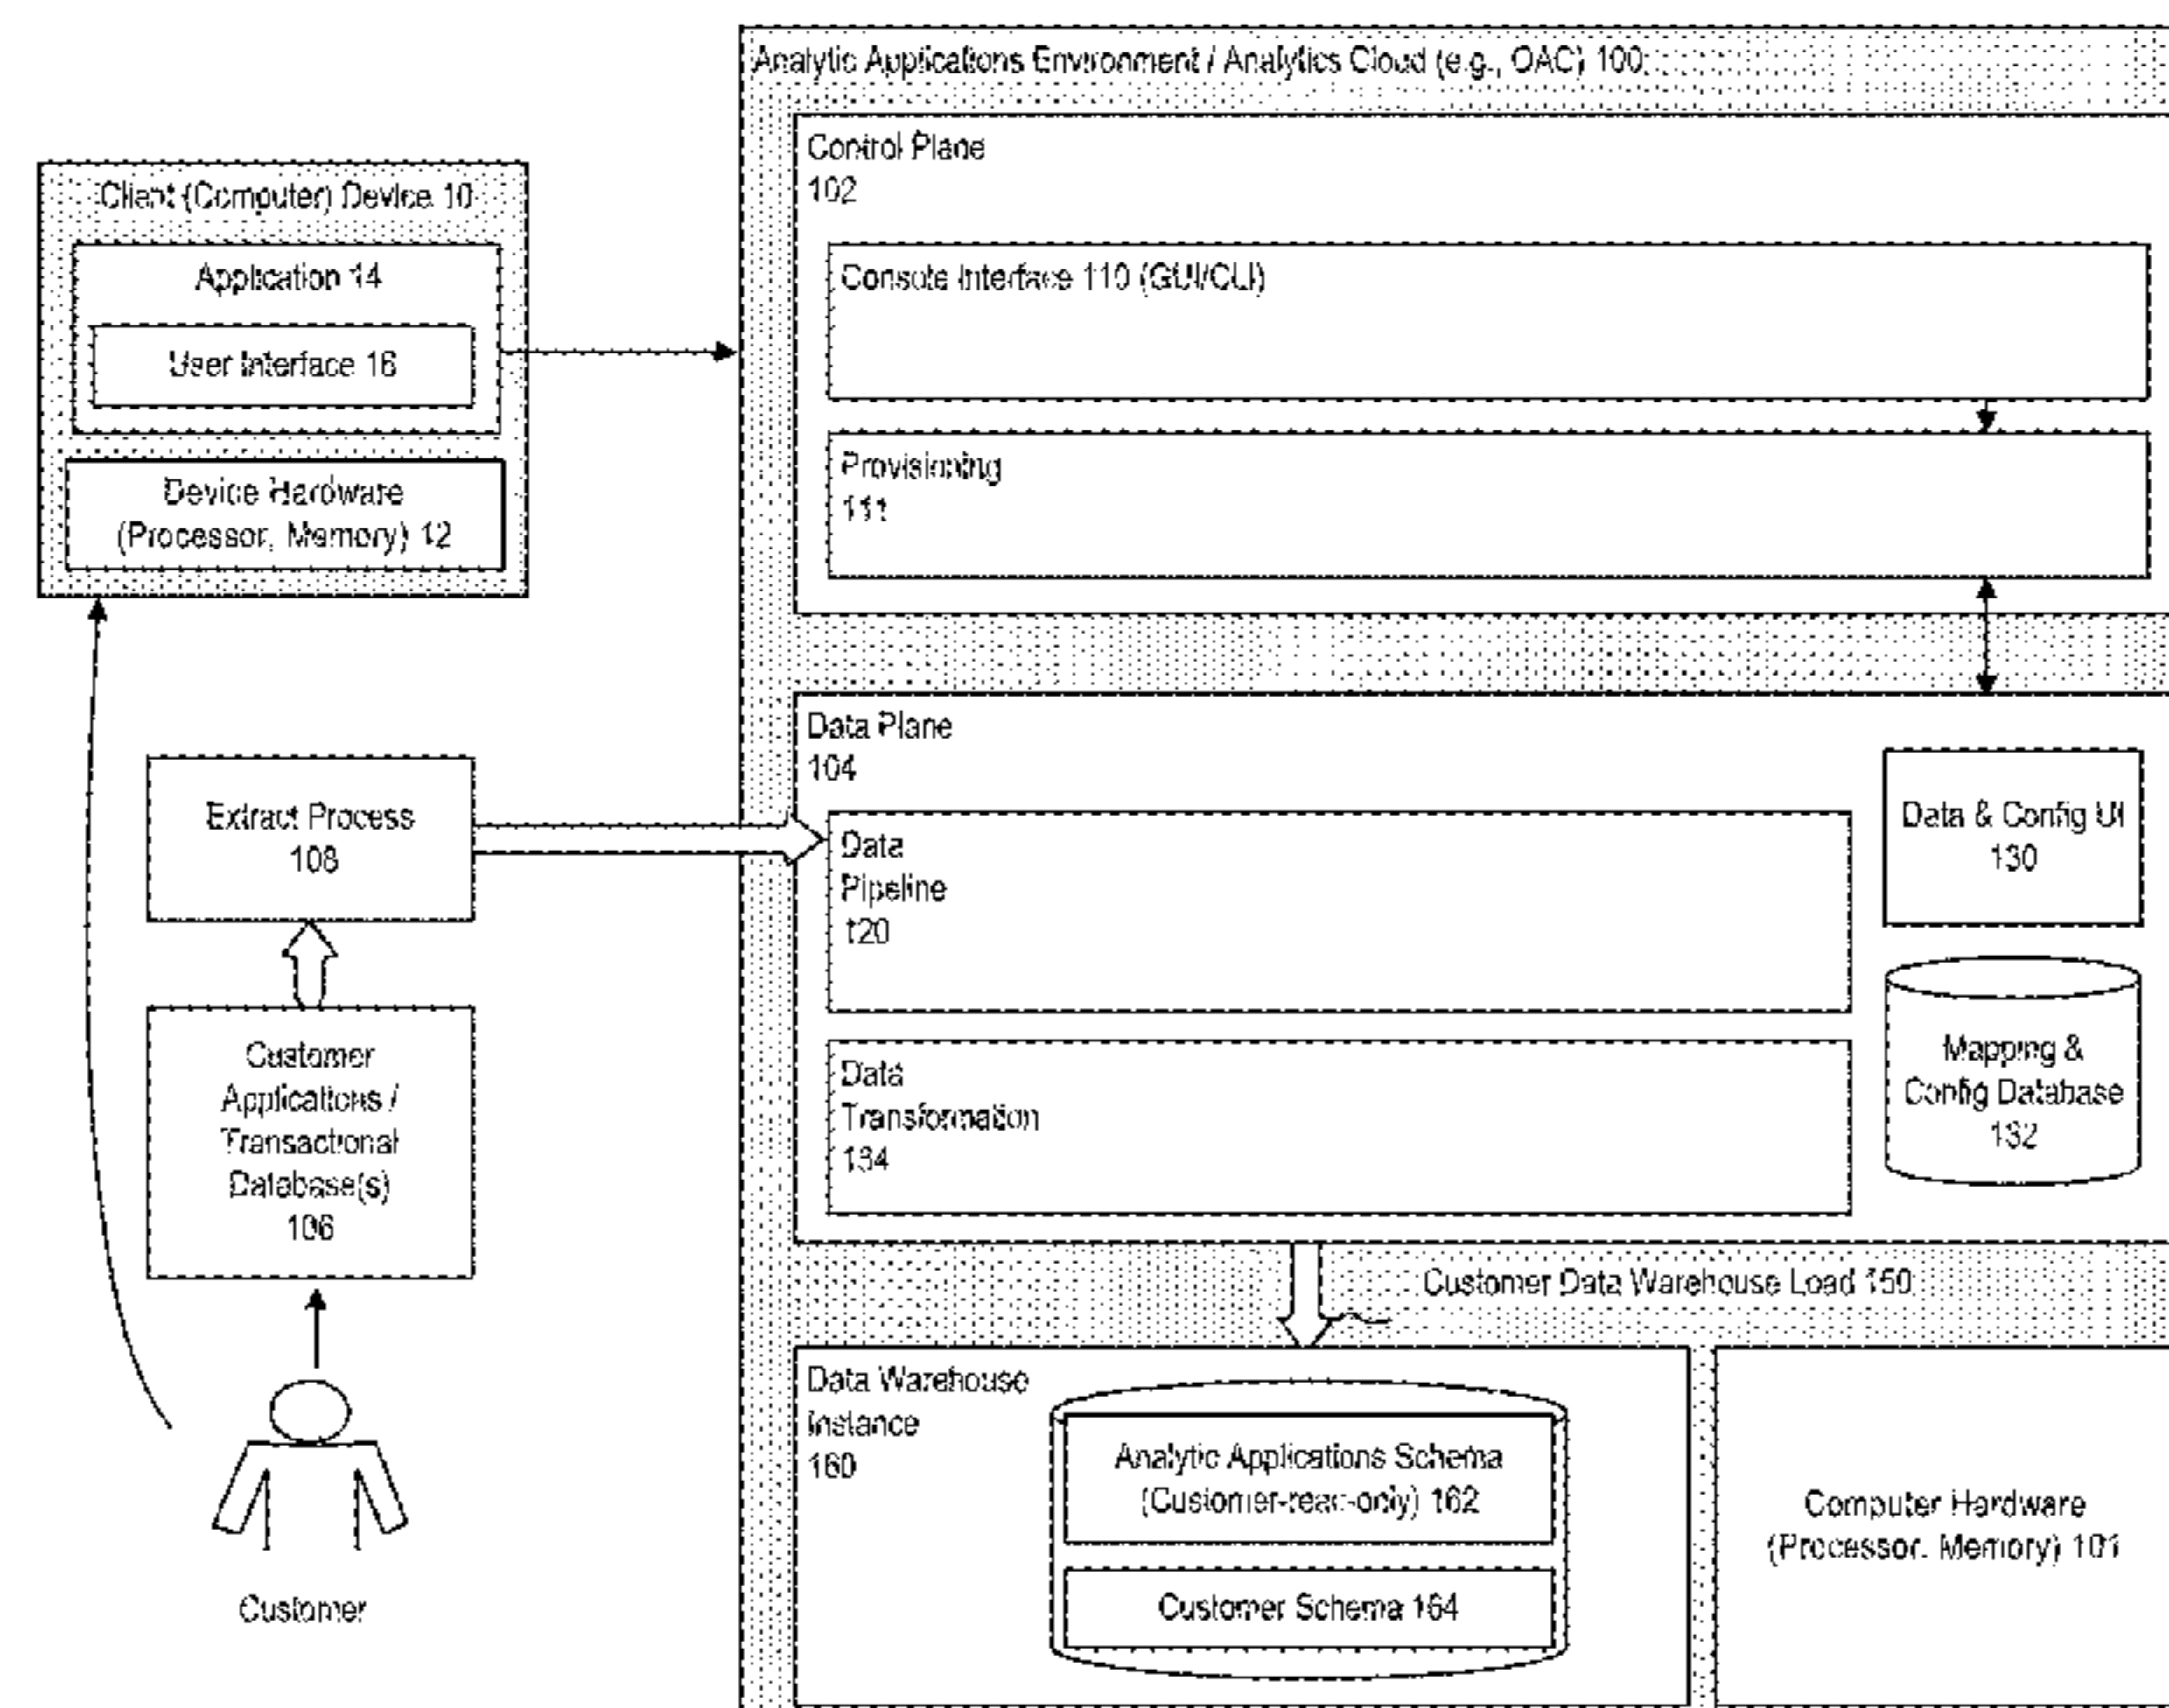 Analytic Applications Environment / Analytics Cloud (e.g., OAC) 100
Control Plane
102
Client (Computer) Device 10
Application 14
User Interface 16
Device Hardware
(Processor, Memory) 12
Console Interface 110 (GUI/CLI)
Provisioning
111
Data Plane
104
Extract Process
108
Data
Pipeline
120
Data & Config UI
130
Customer
Applications /
Transactional
Database(s)
106
Data
Transformation
134
Mapping &
Config Database
132
Customer Data Warehouse Load 150
Data Warehouse
Instance
160
Analytic Applications Schema
(Customer-read-only) 162
Customer Schema 164
Computer Hardware
(Processor, Memory) 101
Customer